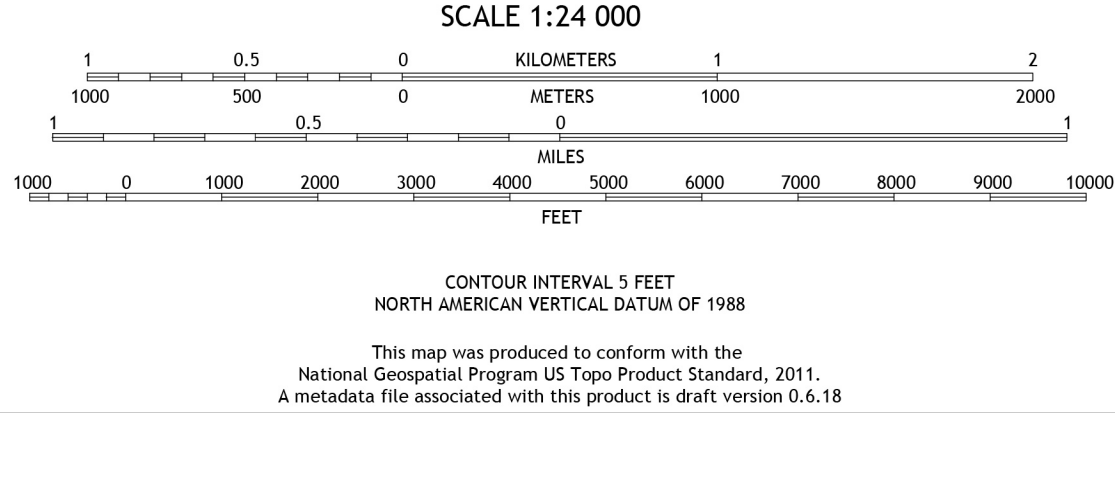 SCALE 1:24 000
1 0.5 0 KILOMETERS 1 2
1000 500 0 METERS 1000 2000
1 0.5 0 1
MILES
1000 0 1000 2000 3000 4000 5000 6000 7000 8000 9000 10000
FEET
CONTOUR INTERVAL 5 FEET
NORTH AMERICAN VERTICAL DATUM OF 1988
This map was produced to conform with the
National Geospatial Program US Topo Product Standard, 2011.
A metadata file associated with this product is draft version 0.6.18